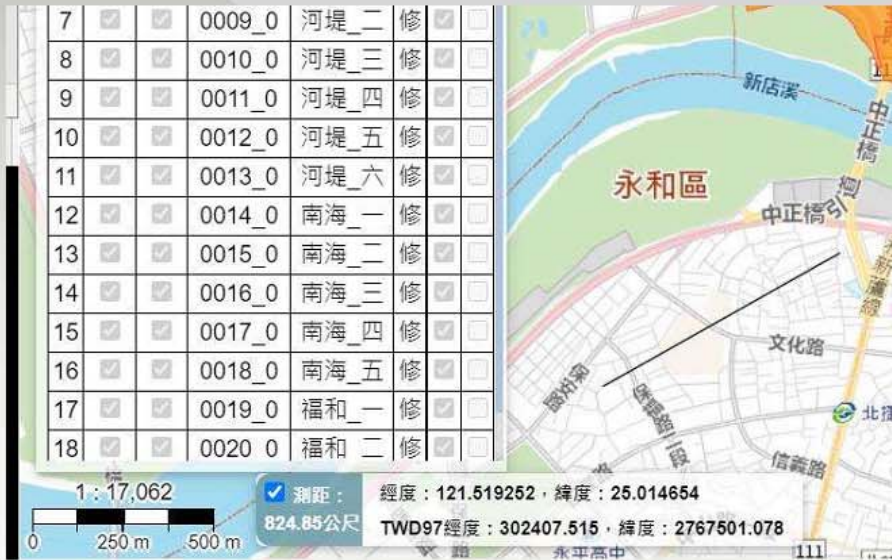 7 0009_0 河堤_二 修
8 0010_0 河堤_三 修
9 0011_0 河堤_四 修
10 0012_0 河堤_五 修
11 0013_0 河堤_六 修
12 0014_0 南海_一 修
13 0015_0 南海_二 修
14 0016_0 南海_三 修
15 0017_0 南海_四 修
16 0018_0 南海_五 修
17 0019_0 福和_一 修
18 0020_0 福和_二 修
新店溪
中正橋
永和區
中正橋引道
文化路
保安路
保福路二段
北
信義路
永平高中
111
1 : 17,062
0 250 m 500 m
測距:
824.85公尺
經度:121.519252,緯度:25.014654
TWD97經度:302407.515,緯度:2767501.078